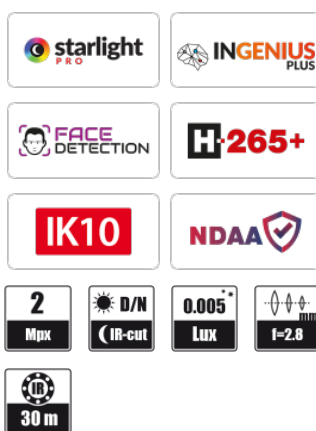 starlight
PRO
INGENIUS
PLUS
FACE
DETECTION
H·265+
IK10
NDAA
2
Mpx
D/N
IR-cut
0.005**
Lux
mm
f=2.8
IR
30 m